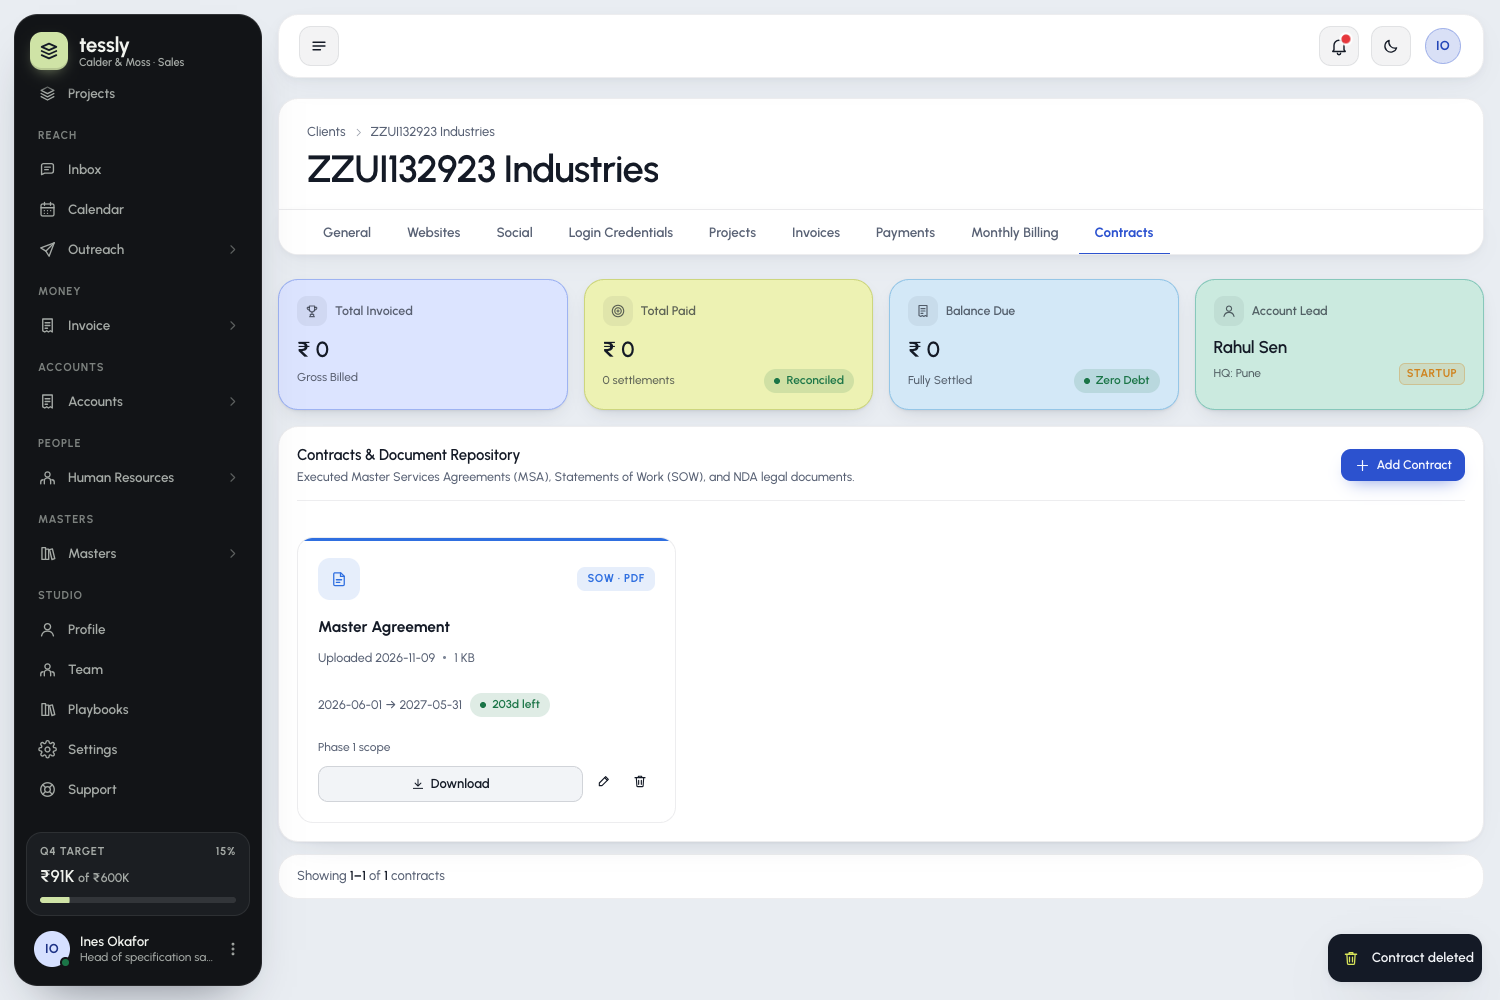 tessly
Calder & Moss · Sales
Projects
REACH
Inbox
Calendar
Outreach
MONEY
Invoice
ACCOUNTS
Accounts
PEOPLE
Human Resources
MASTERS
Masters
STUDIO
Profile
Team
Playbooks
Settings
Support
Q4 TARGET 15%
₹91K of ₹600K
IO
Ines Okafor
Head of specification sa...
IO
Clients > ZZUI132923 Industries
ZZUI132923 Industries
General Websites Social Login Credentials Projects Invoices Payments Monthly Billing Contracts
Total Invoiced
₹ 0
Gross Billed
Total Paid
₹ 0
0 settlements
Reconciled
Balance Due
₹ 0
Fully Settled
Zero Debt
Account Lead
Rahul Sen
HQ: Pune
STARTUP
Contracts & Document Repository
Executed Master Services Agreements (MSA), Statements of Work (SOW), and NDA legal documents.
Add Contract
SOW · PDF
Master Agreement
Uploaded 2026-11-09 • 1 KB
2026-06-01 → 2027-05-31 203d left
Phase 1 scope
Download
Showing 1–1 of 1 contracts
Contract deleted